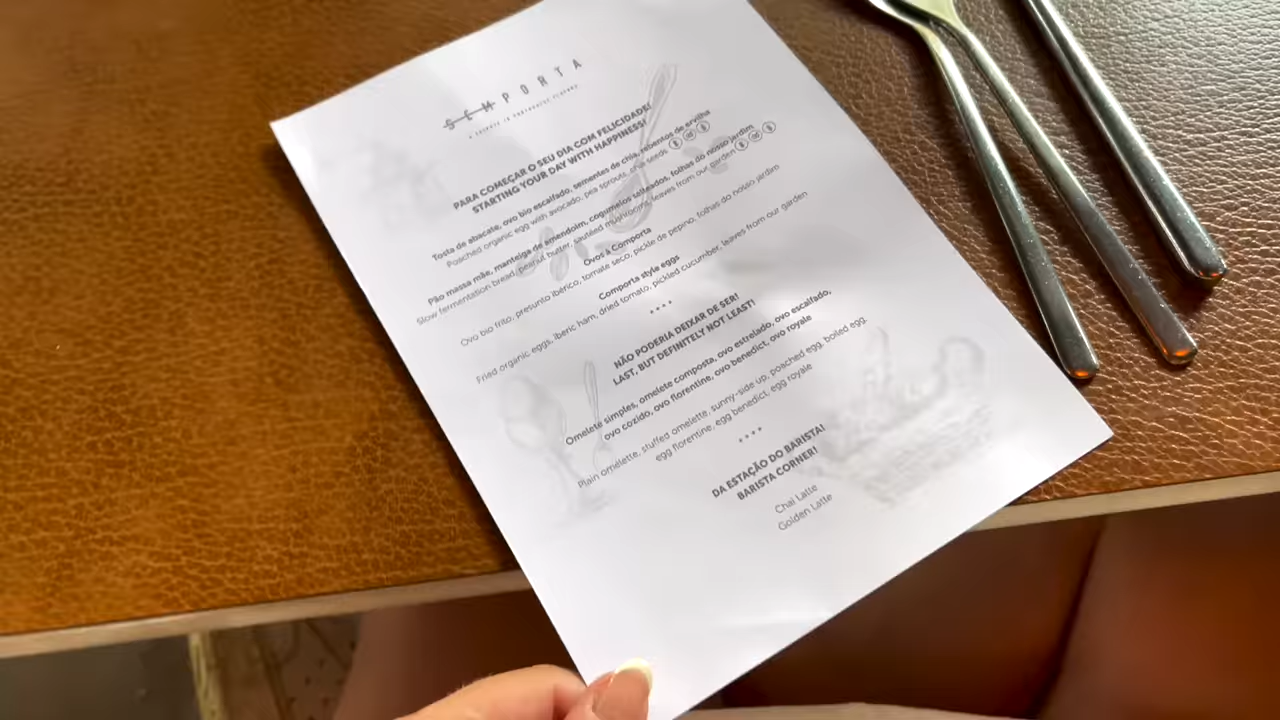 SEMPORTA
PARA COMEÇAR O SEU DIA COM FELICIDADE!
STARTING YOUR DAY WITH HAPPINESS!
Tosta de abacate, ovo bio escalfado, sementes de chia, rebentos de ervilha
Poached organic egg with avocado, pea sprouts, chia seeds
Pão massa mãe, manteiga de amendoim, cogumelos salteados, folhas do nosso jardim
Slow fermentation bread, peanut butter, sautéed mushrooms, leaves from our garden
Ovos à Comporta
Ovo bio frito, presunto ibérico, tomate seco, pickle de pepino, folhas do nosso jardim
Comporta style eggs
Fried organic eggs, iberic ham, dried tomato, pickled cucumber, leaves from our garden
****
NÃO PODERIA DEIXAR DE SER!
LAST, BUT DEFINITELY NOT LEAST!
Omelete simples, omelete composta, ovo estrelado, ovo escalfado,
ovo cozido, ovo florentine, ovo benedict, ovo royale
Plain omelette, stuffed omelette, sunny-side up, poached egg, boiled egg,
egg florentine, egg benedict, egg royale
****
DA ESTAÇÃO DO BARISTA!
BARISTA CORNER!
Chai Latte
Golden Latte